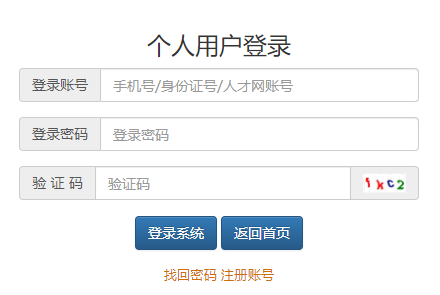 个人用户登录
登录账号 手机号/身份证号/人才网账号
登录密码 登录密码
验 证 码 验证码 1xc2
登录系统 返回首页
找回密码 注册账号